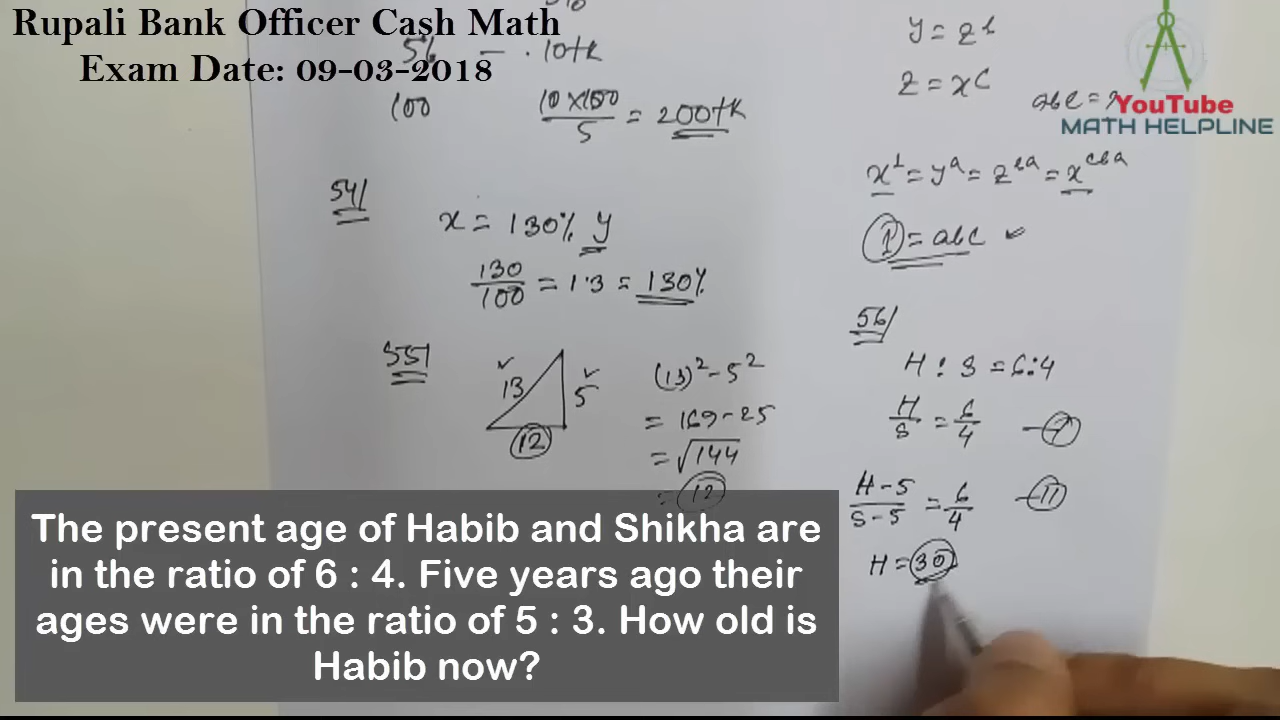 Rupali Bank Officer Cash Math
Exam Date: 09-03-2018
56 — · 10tk
100
10×100/5 = 200tk
54/
x = 130% y
130/100 = 1·3 = 130%
55/
13
5
12
(13)² - 5²
= 169-25
= √144
= 12
y = z^b
z = x^c
YouTube
MATH HELPLINE
x¹ = y^a = z^ba = x^cba
1 = abc ✓
56/
H : S = 6:4
H/S = 6/4 —(I)
H-5/S-5 = 6/4 —(II)
H = 30
The present age of Habib and Shikha are
in the ratio of 6 : 4. Five years ago their
ages were in the ratio of 5 : 3. How old is
Habib now?